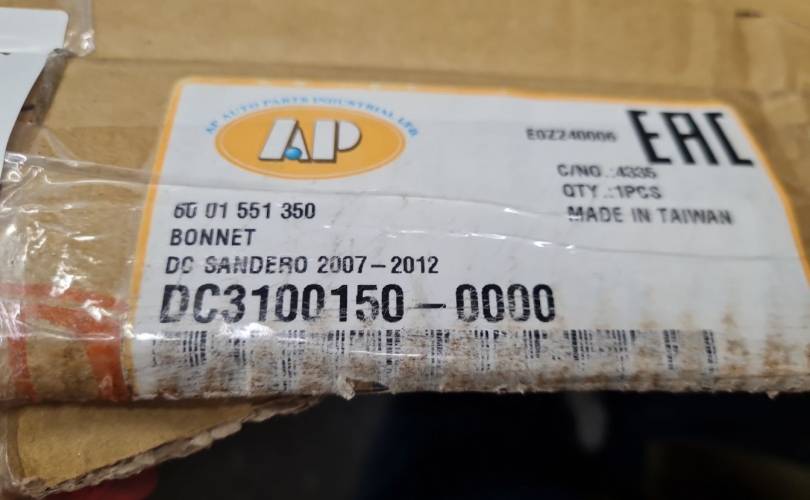 AP AUTO PARTS INDUSTRIAL LTD
AP
EOZ240006
EAC
C/NO.:4335
QTY.:1PCS
MADE IN TAIWAN
60 01 551 350
BONNET
DC SANDERO 2007-2012
DC3100150-0000